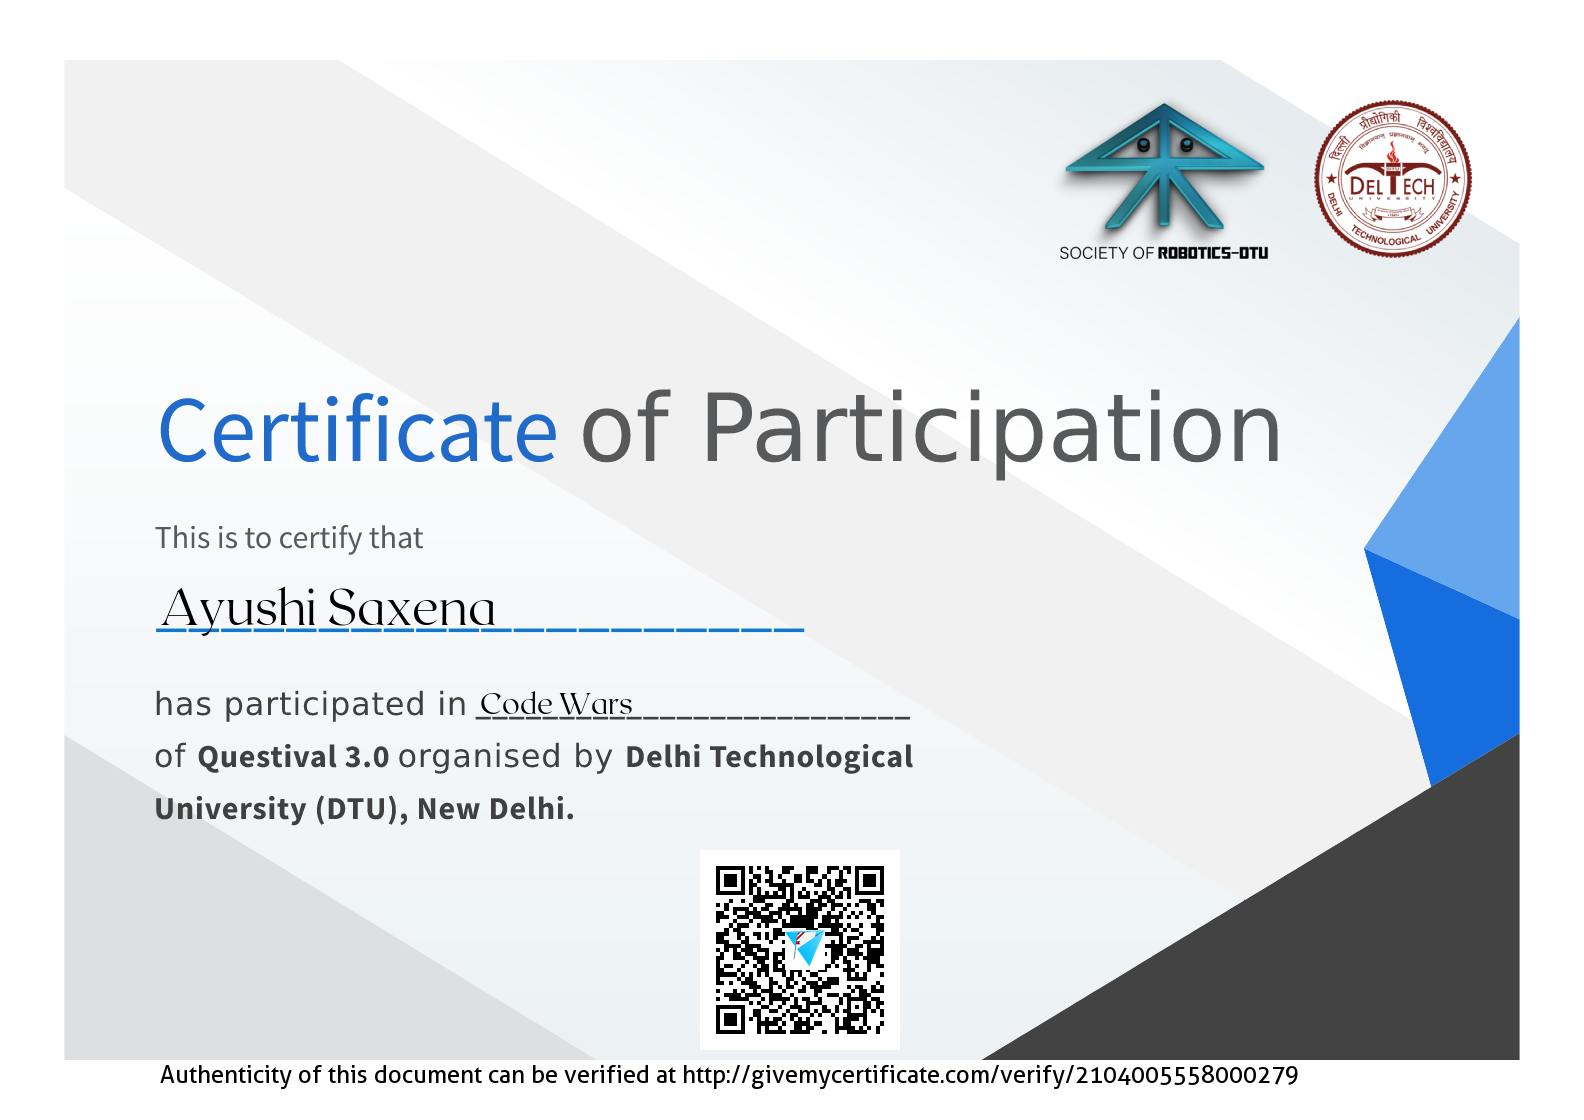 SOCIETY OF ROBOTICS-DTU
दिल्ली प्रौद्योगिकी विश्वविद्यालय
DELTECH
UNIVERSITY
DELHI TECHNOLOGICAL UNIVERSITY
Certificate of Participation
This is to certify that
Ayushi Saxena
has participated in Code Wars
of Questival 3.0 organised by Delhi Technological
University (DTU), New Delhi.
Authenticity of this document can be verified at http://givemycertificate.com/verify/2104005558000279